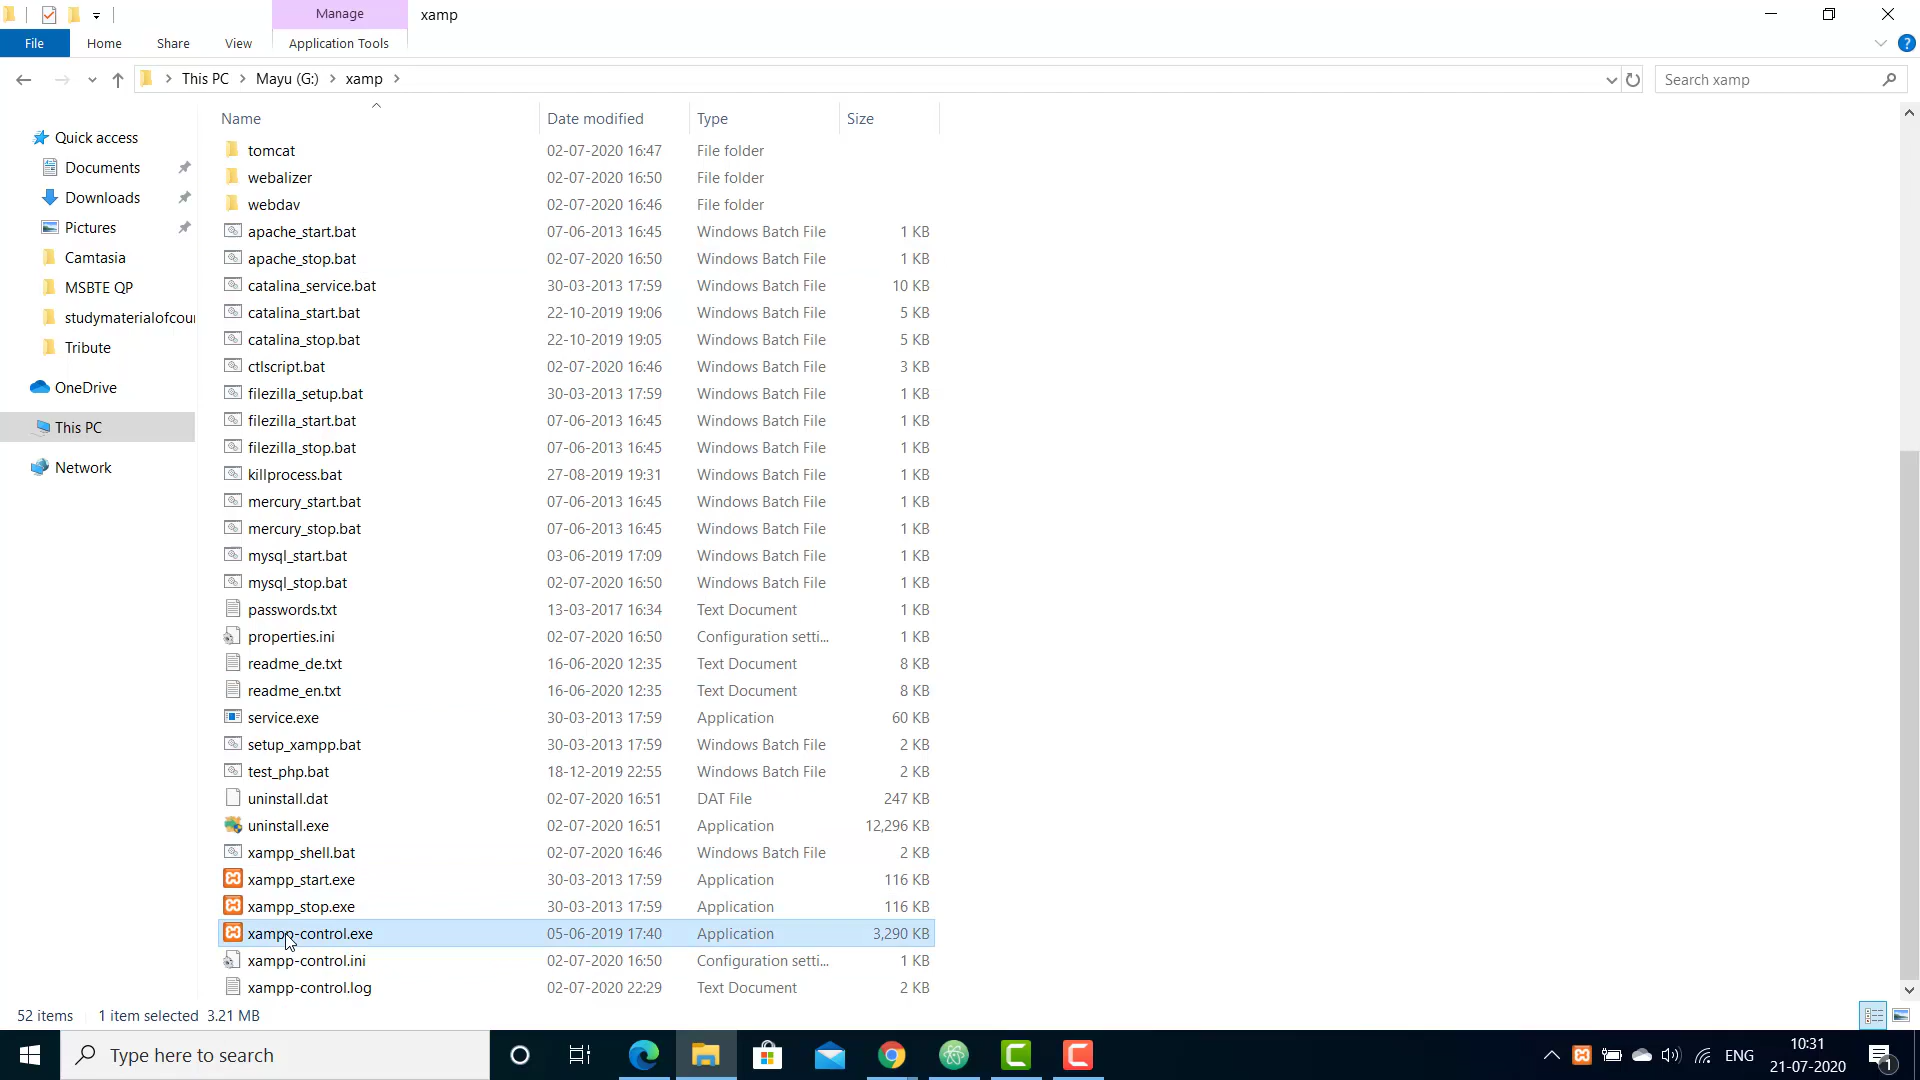 Manage xamp
File Home Share View Application Tools
This PC Mayu (G:) xamp Search xamp
Name Date modified Type Size
Quick access
Documents
Downloads
Pictures
Camtasia
MSBTE QP
studymaterialofcour
Tribute
OneDrive
This PC
Network
tomcat 02-07-2020 16:47 File folder
webalizer 02-07-2020 16:50 File folder
webdav 02-07-2020 16:46 File folder
apache_start.bat 07-06-2013 16:45 Windows Batch File 1 KB
apache_stop.bat 02-07-2020 16:50 Windows Batch File 1 KB
catalina_service.bat 30-03-2013 17:59 Windows Batch File 10 KB
catalina_start.bat 22-10-2019 19:06 Windows Batch File 5 KB
catalina_stop.bat 22-10-2019 19:05 Windows Batch File 5 KB
ctlscript.bat 02-07-2020 16:46 Windows Batch File 3 KB
filezilla_setup.bat 30-03-2013 17:59 Windows Batch File 1 KB
filezilla_start.bat 07-06-2013 16:45 Windows Batch File 1 KB
filezilla_stop.bat 07-06-2013 16:45 Windows Batch File 1 KB
killprocess.bat 27-08-2019 19:31 Windows Batch File 1 KB
mercury_start.bat 07-06-2013 16:45 Windows Batch File 1 KB
mercury_stop.bat 07-06-2013 16:45 Windows Batch File 1 KB
mysql_start.bat 03-06-2019 17:09 Windows Batch File 1 KB
mysql_stop.bat 02-07-2020 16:50 Windows Batch File 1 KB
passwords.txt 13-03-2017 16:34 Text Document 1 KB
properties.ini 02-07-2020 16:50 Configuration setti... 1 KB
readme_de.txt 16-06-2020 12:35 Text Document 8 KB
readme_en.txt 16-06-2020 12:35 Text Document 8 KB
service.exe 30-03-2013 17:59 Application 60 KB
setup_xampp.bat 30-03-2013 17:59 Windows Batch File 2 KB
test_php.bat 18-12-2019 22:55 Windows Batch File 2 KB
uninstall.dat 02-07-2020 16:51 DAT File 247 KB
uninstall.exe 02-07-2020 16:51 Application 12,296 KB
xampp_shell.bat 02-07-2020 16:46 Windows Batch File 2 KB
xampp_start.exe 30-03-2013 17:59 Application 116 KB
xampp_stop.exe 30-03-2013 17:59 Application 116 KB
xampp-control.exe 05-06-2019 17:40 Application 3,290 KB
xampp-control.ini 02-07-2020 16:50 Configuration setti... 1 KB
xampp-control.log 02-07-2020 22:29 Text Document 2 KB
52 items 1 item selected 3.21 MB
Type here to search ENG 10:31 1
21-07-2020